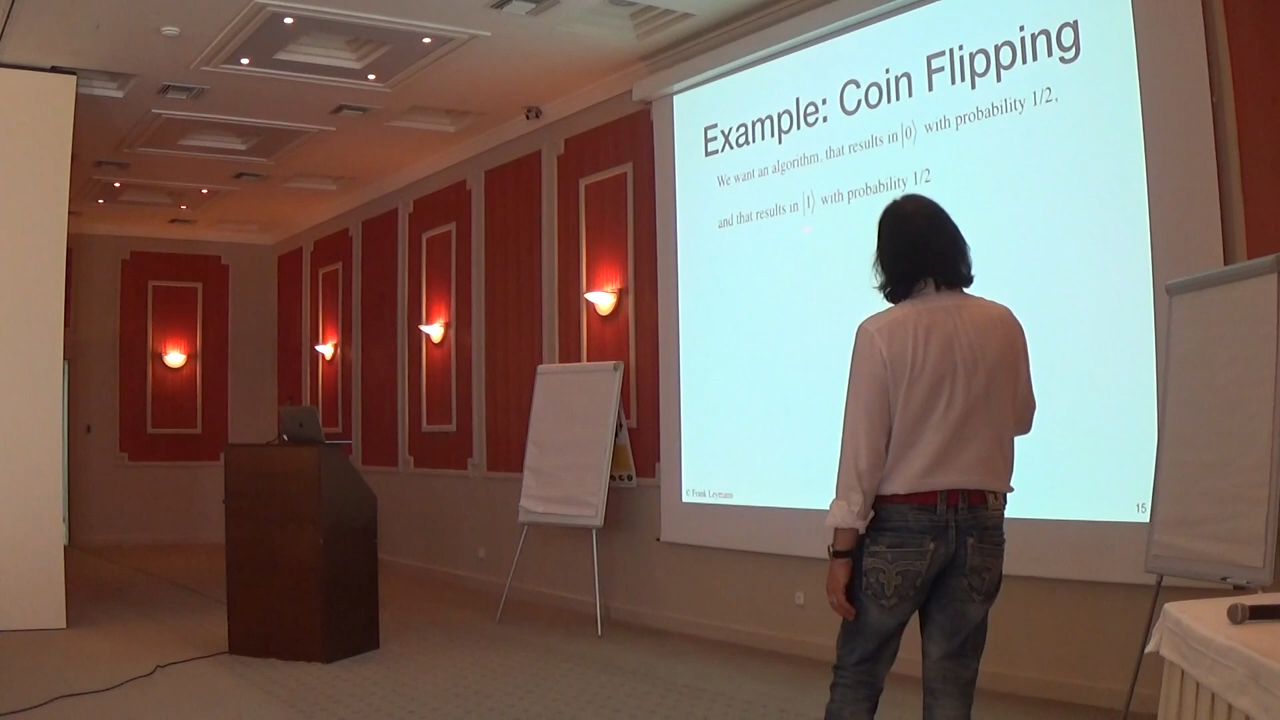 Example: Coin Flipping
We want an algorithm, that results in |0⟩ with probability 1/2,
and that results in |1⟩ with probability 1/2
© Frank Leymann
15